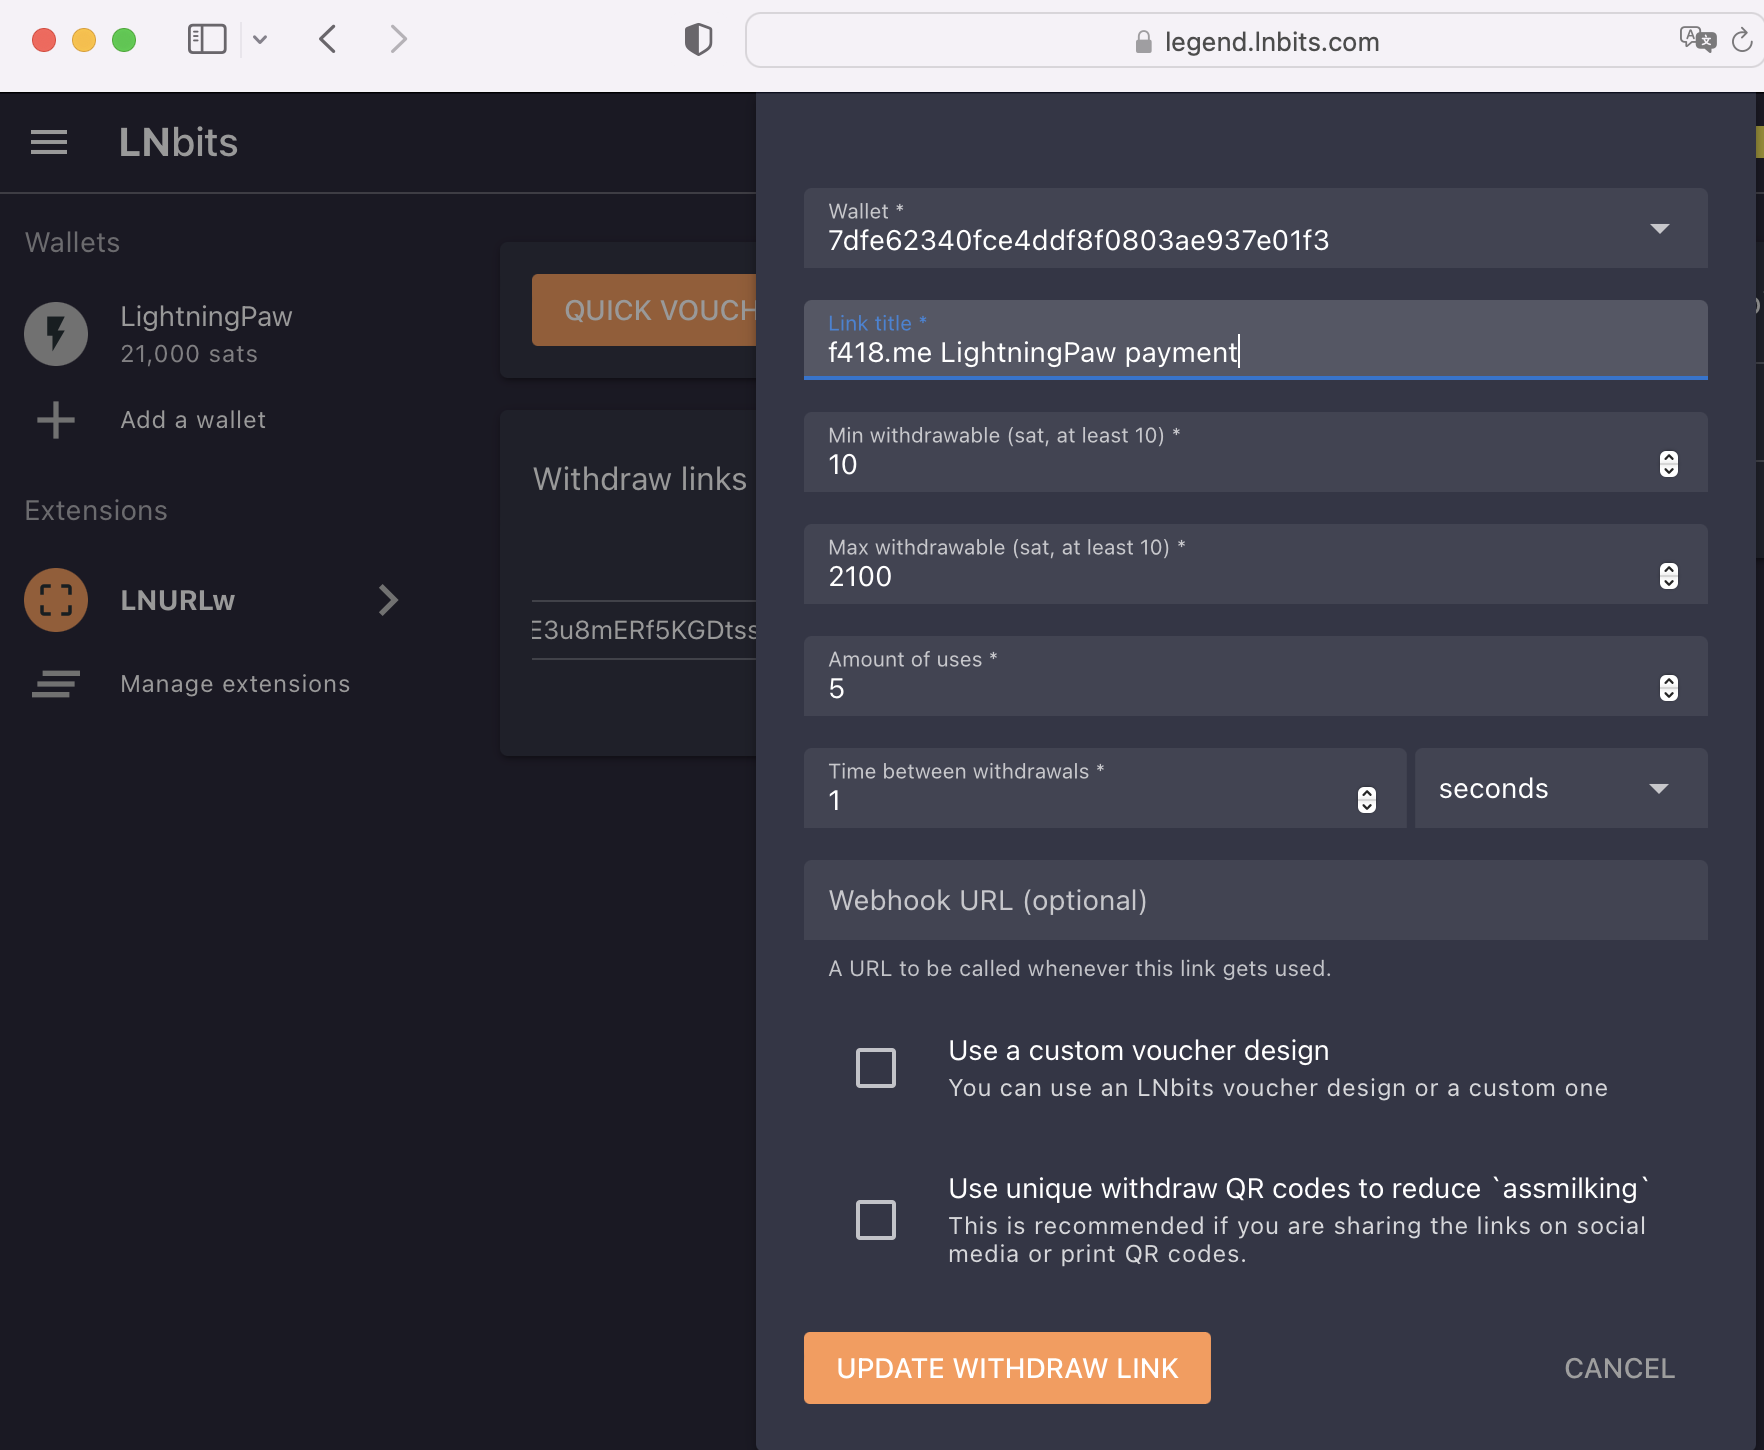 legend.lnbits.com
LNbits
Wallets
LightningPaw
21,000 sats
Add a wallet
Extensions
LNURLw
Manage extensions
QUICK VOUCH
Withdraw links
E3u8mERf5KGDtss
Wallet *
7dfe62340fce4ddf8f0803ae937e01f3
Link title *
f418.me LightningPaw payment
Min withdrawable (sat, at least 10) *
10
Max withdrawable (sat, at least 10) *
2100
Amount of uses *
5
Time between withdrawals *
1
seconds
Webhook URL (optional)
A URL to be called whenever this link gets used.
Use a custom voucher design
You can use an LNbits voucher design or a custom one
Use unique withdraw QR codes to reduce `assmilking`
This is recommended if you are sharing the links on social
media or print QR codes.
UPDATE WITHDRAW LINK
CANCEL